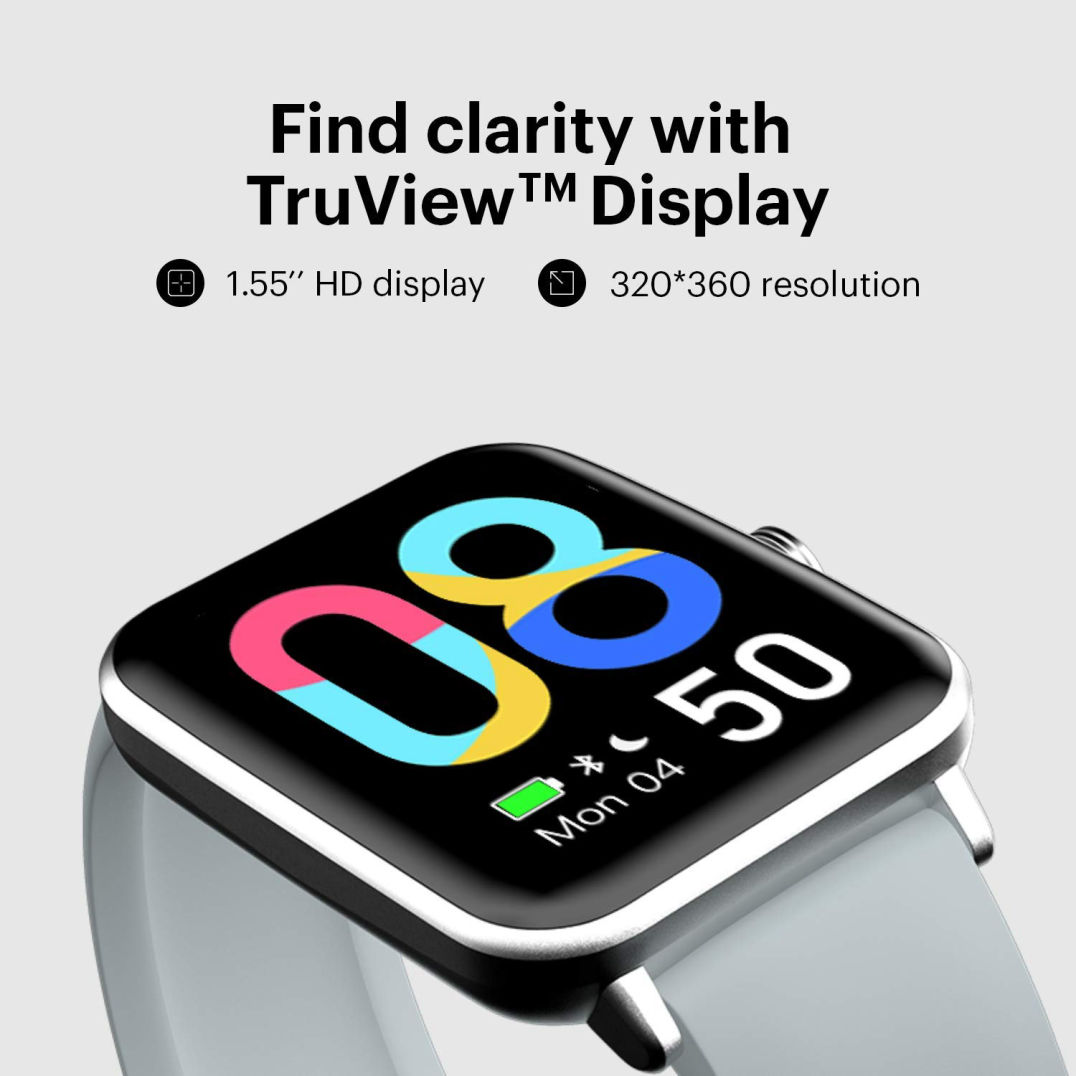 Find clarity with
TruView™ Display
1.55’’ HD display
320*360 resolution
08
50
Mon 04